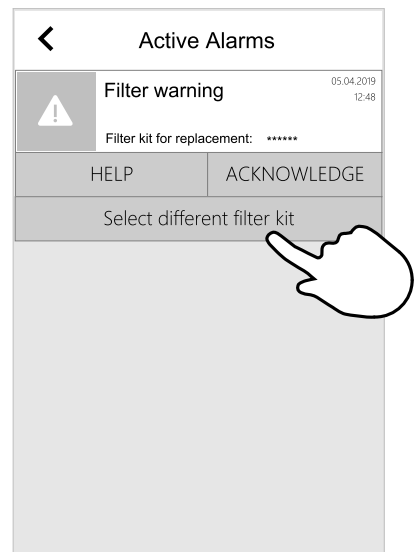 Active Alarms
Filter warning
05.04.2019
12:48
Filter kit for replacement: ******
HELP
ACKNOWLEDGE
Select different filter kit